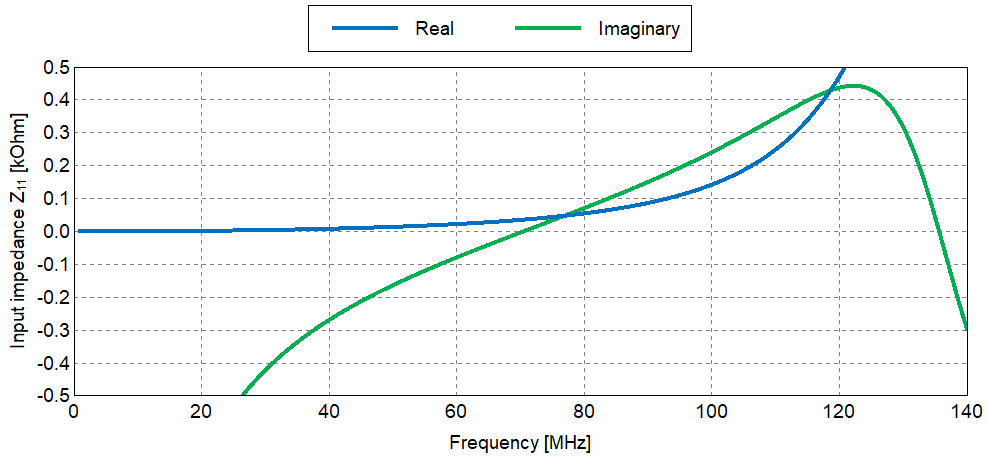 Real Imaginary
Input impedance Z11 [kOhm]
0.5
0.4
0.3
0.2
0.1
0.0
-0.1
-0.2
-0.3
-0.4
-0.5
0 20 40 60 80 100 120 140
Frequency [MHz]